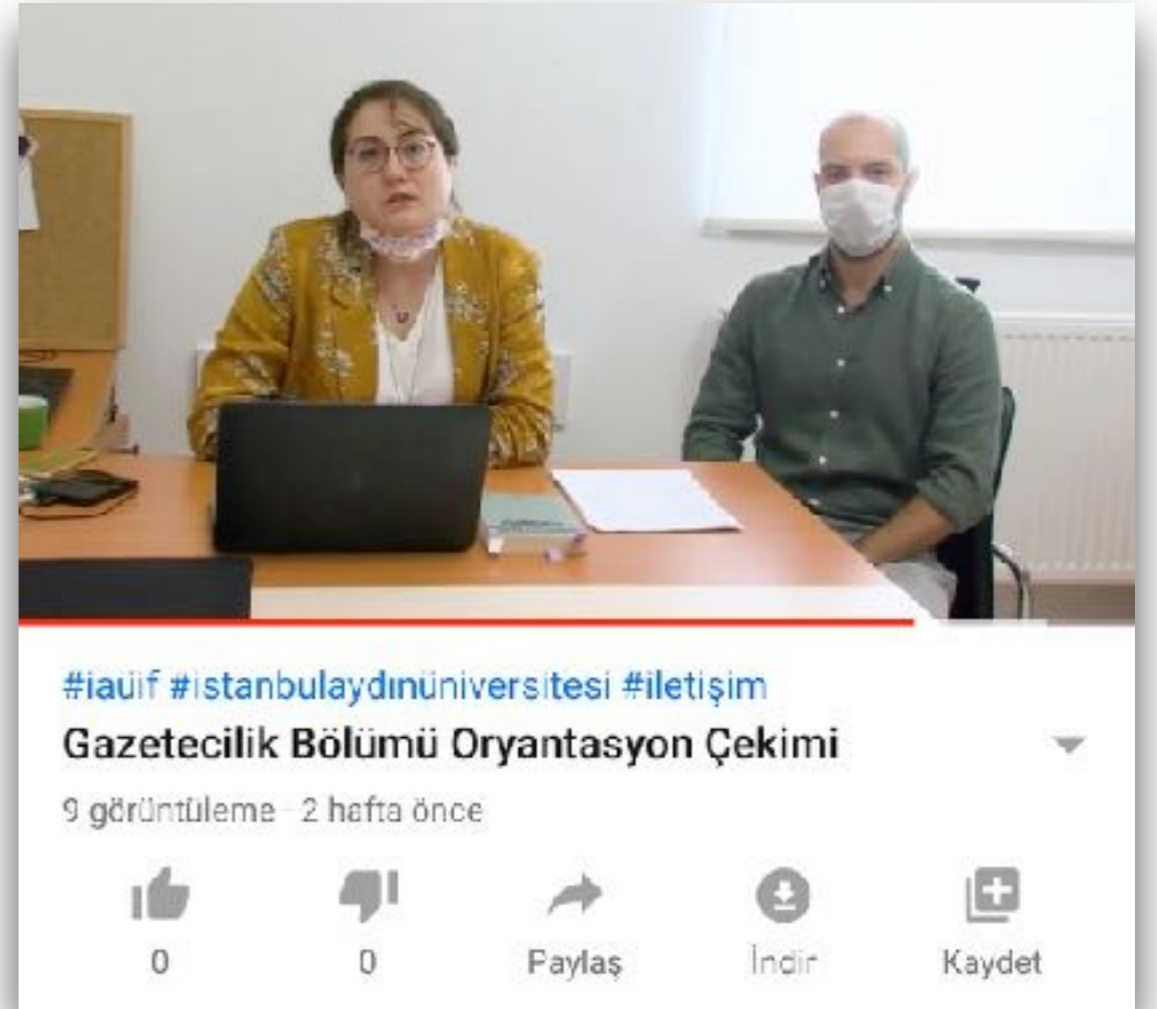 #iaüif #istanbulaydınüniversitesi #iletişim
Gazetecilik Bölümü Oryantasyon Çekimi
9 görüntüleme · 2 hafta önce
0 0 Paylaş İndir Kaydet